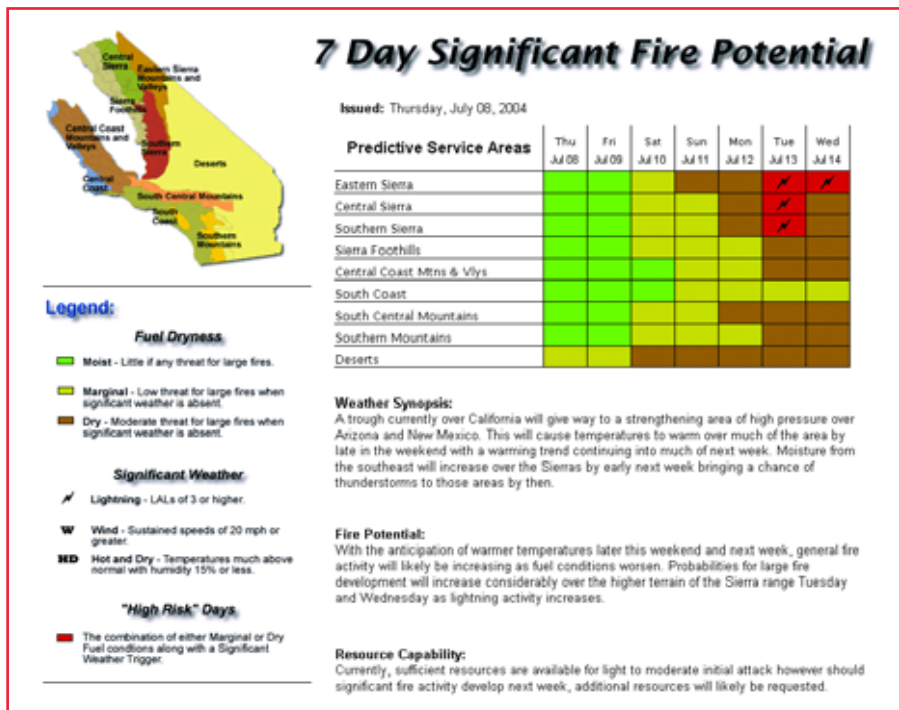 7 Day Significant Fire Potential
Central
Sierra
Eastern Sierra
Mountains and
Valleys
Sierra
Foothills
Central Coast
Mountains and
Valleys
Southern
Sierra
Deserts
Central
Coast
South Central Mountains
South
Coast
Southern
Mountains
Issued: Thursday, July 08, 2004
Predictive Service Areas Thu Fri Sat Sun Mon Tue Wed
Jul 08 Jul 09 Jul 10 Jul 11 Jul 12 Jul 13 Jul 14
Eastern Sierra
Central Sierra
Southern Sierra
Sierra Foothills
Central Coast Mtns & Vlys
South Coast
South Central Mountains
Southern Mountains
Deserts
Legend:
Fuel Dryness
Moist - Little if any threat for large fires.
Marginal - Low threat for large fires when
significant weather is absent.
Dry - Moderate threat for large fires when
significant weather is absent.
Significant Weather
Lightning - LALs of 3 or higher.
W Wind - Sustained speeds of 20 mph or
greater.
HD Hot and Dry - Temperatures much above
normal with humidity 15% or less.
"High Risk" Days
The combination of either Marginal or Dry
Fuel condtions along with a Significant
Weather Trigger.
Weather Synopsis:
A trough currently over California will give way to a strengthening area of high pressure over
Arizona and New Mexico. This will cause temperatures to warm over much of the area by
late in the weekend with a warming trend continuing into much of next week. Moisture from
the southeast will increase over the Sierras by early next week bringing a chance of
thunderstorms to those areas by then.
Fire Potential:
With the anticipation of warmer temperatures later this weekend and next week, general fire
activity will likely be increasing as fuel conditions worsen. Probabilities for large fire
development will increase considerably over the higher terrain of the Sierra range Tuesday
and Wednesday as lightning activity increases.
Resource Capability:
Currently, sufficient resources are available for light to moderate initial attack however should
significant fire activity develop next week, additional resources will likely be requested.